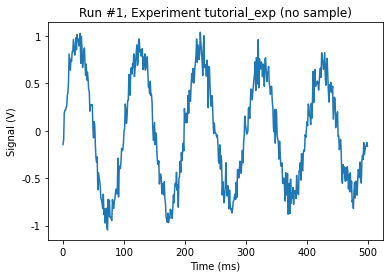 Run #1, Experiment tutorial_exp (no sample)
Signal (V)
1
0.5
0
-0.5
-1
0 100 200 300 400 500
Time (ms)